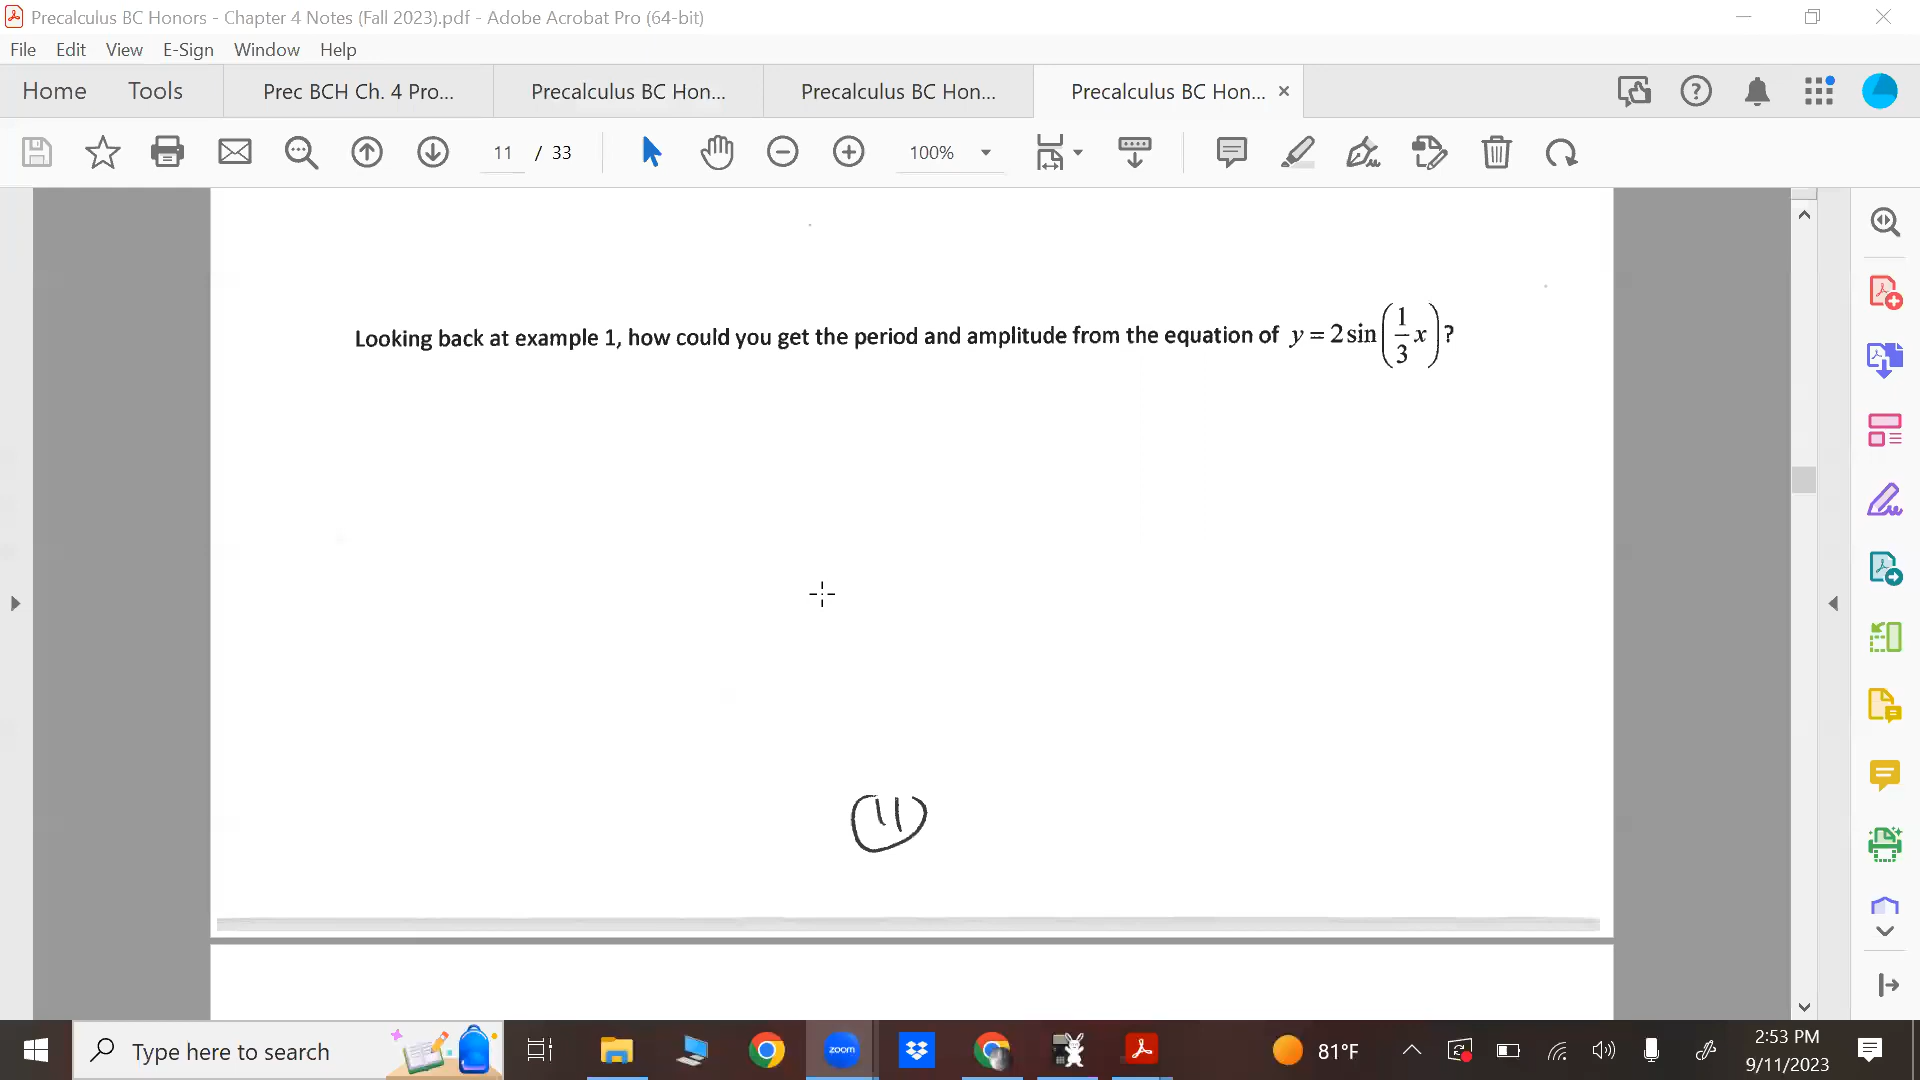 Precalculus BC Honors - Chapter 4 Notes (Fall 2023).pdf - Adobe Acrobat Pro (64-bit)
File Edit View E-Sign Window Help
Home Tools Prec BCH Ch. 4 Pro... Precalculus BC Hon... Precalculus BC Hon... Precalculus BC Hon... ×
11 / 33 100%
Looking back at example 1, how could you get the period and amplitude from the equation of y = 2 sin(1/3 x)?
11
Type here to search zoom 81°F 2:53 PM
9/11/2023